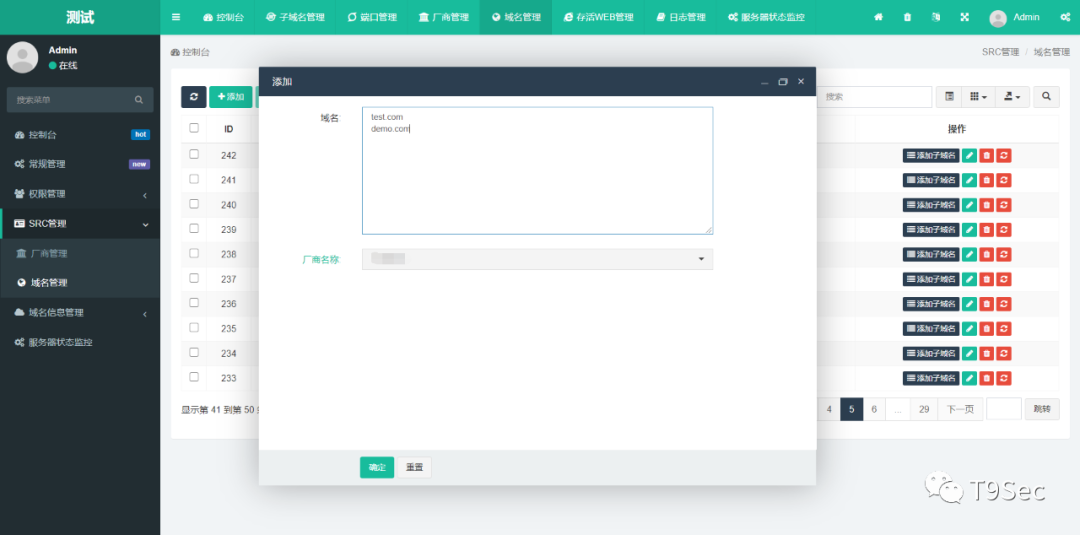 测试
控制台
子域名管理
端口管理
厂商管理
域名管理
存活WEB管理
日志管理
服务器状态监控
Admin
Admin
在线
搜索菜单
控制台
hot
常规管理
new
权限管理
SRC管理
厂商管理
域名管理
域名信息管理
服务器状态监控
控制台
SRC管理 / 域名管理
添加
搜索
ID
操作
242
添加子域名
241
添加子域名
240
添加子域名
239
添加子域名
238
添加子域名
237
添加子域名
236
添加子域名
235
添加子域名
234
添加子域名
233
添加子域名
显示第 41 到第 50
4
5
6
...
29
下一页
跳转
添加
域名
test.com
demo.com
厂商名称
确定
重置
T9Sec